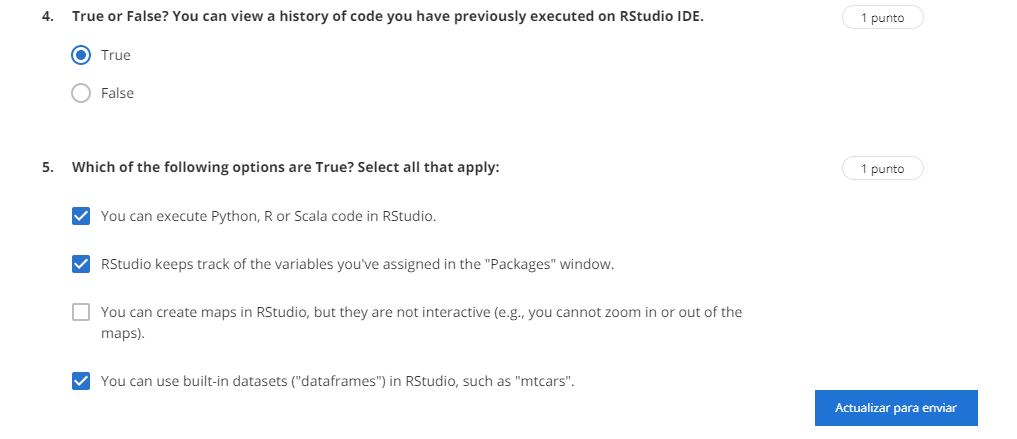 4. True or False? You can view a history of code you have previously executed on RStudio IDE.
1 punto
True
False
5. Which of the following options are True? Select all that apply:
1 punto
You can execute Python, R or Scala code in RStudio.
RStudio keeps track of the variables you've assigned in the "Packages" window.
You can create maps in RStudio, but they are not interactive (e.g., you cannot zoom in or out of the
maps).
You can use built-in datasets ("dataframes") in RStudio, such as "mtcars".
Actualizar para enviar